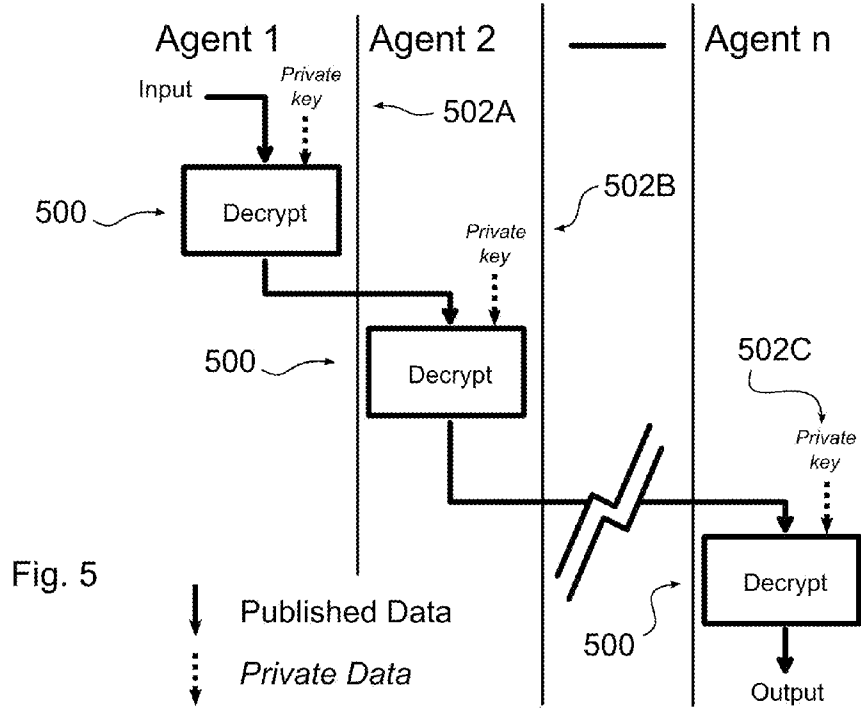 Agent 1
Agent 2
Agent n
Input
Private
key
502A
500
Decrypt
502B
Private
key
500
Decrypt
502C
Private
key
Fig. 5
Decrypt
500
Published Data
Private Data
Output